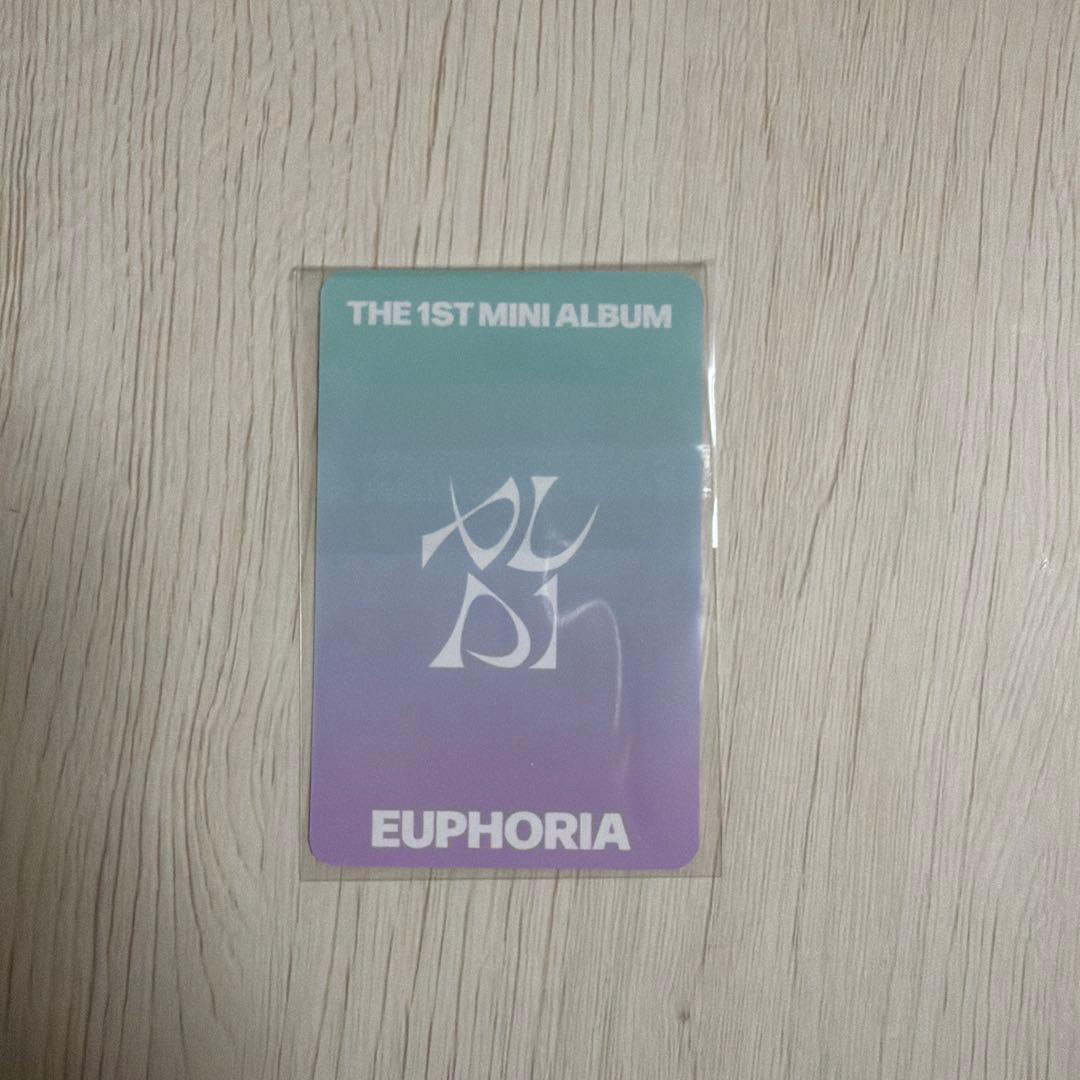 THE 1ST MINI ALBUM
EUPHORIA